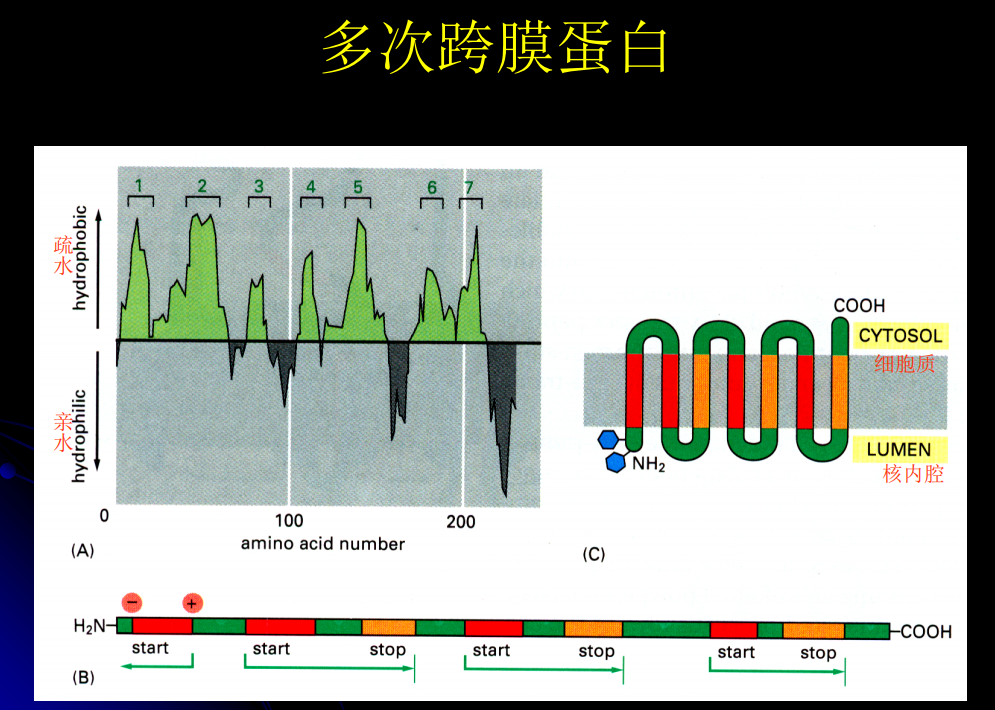 多次跨膜蛋白
1 2 3 4 5 6 7
hydrophobic
疏水
hydrophilic
亲水
0 100 200
amino acid number
(A)
COOH
CYTOSOL
细胞质
LUMEN
核内腔
NH2
(C)
− +
H2N COOH
start start stop start stop start stop
(B)